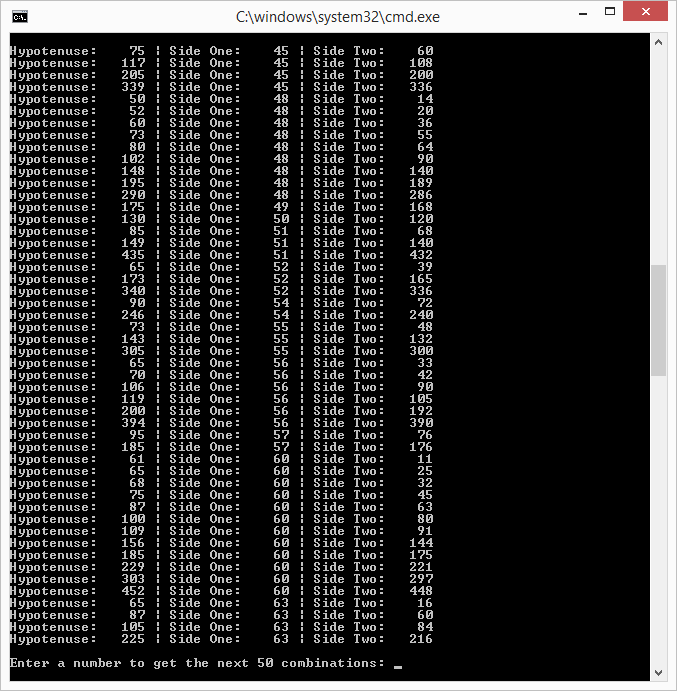 C:\windows\system32\cmd.exe
Hypotenuse: 75 | Side One: 45 | Side Two: 60
Hypotenuse: 117 | Side One: 45 | Side Two: 108
Hypotenuse: 205 | Side One: 45 | Side Two: 200
Hypotenuse: 339 | Side One: 45 | Side Two: 336
Hypotenuse: 50 | Side One: 48 | Side Two: 14
Hypotenuse: 52 | Side One: 48 | Side Two: 20
Hypotenuse: 60 | Side One: 48 | Side Two: 36
Hypotenuse: 73 | Side One: 48 | Side Two: 55
Hypotenuse: 80 | Side One: 48 | Side Two: 64
Hypotenuse: 102 | Side One: 48 | Side Two: 90
Hypotenuse: 148 | Side One: 48 | Side Two: 140
Hypotenuse: 195 | Side One: 48 | Side Two: 189
Hypotenuse: 290 | Side One: 48 | Side Two: 286
Hypotenuse: 175 | Side One: 49 | Side Two: 168
Hypotenuse: 130 | Side One: 50 | Side Two: 120
Hypotenuse: 85 | Side One: 51 | Side Two: 68
Hypotenuse: 149 | Side One: 51 | Side Two: 140
Hypotenuse: 435 | Side One: 51 | Side Two: 432
Hypotenuse: 65 | Side One: 52 | Side Two: 39
Hypotenuse: 173 | Side One: 52 | Side Two: 165
Hypotenuse: 340 | Side One: 52 | Side Two: 336
Hypotenuse: 90 | Side One: 54 | Side Two: 72
Hypotenuse: 246 | Side One: 54 | Side Two: 240
Hypotenuse: 73 | Side One: 55 | Side Two: 48
Hypotenuse: 143 | Side One: 55 | Side Two: 132
Hypotenuse: 305 | Side One: 55 | Side Two: 300
Hypotenuse: 65 | Side One: 56 | Side Two: 33
Hypotenuse: 70 | Side One: 56 | Side Two: 42
Hypotenuse: 106 | Side One: 56 | Side Two: 90
Hypotenuse: 119 | Side One: 56 | Side Two: 105
Hypotenuse: 200 | Side One: 56 | Side Two: 192
Hypotenuse: 394 | Side One: 56 | Side Two: 390
Hypotenuse: 95 | Side One: 57 | Side Two: 76
Hypotenuse: 185 | Side One: 57 | Side Two: 176
Hypotenuse: 61 | Side One: 60 | Side Two: 11
Hypotenuse: 65 | Side One: 60 | Side Two: 25
Hypotenuse: 68 | Side One: 60 | Side Two: 32
Hypotenuse: 75 | Side One: 60 | Side Two: 45
Hypotenuse: 87 | Side One: 60 | Side Two: 63
Hypotenuse: 100 | Side One: 60 | Side Two: 80
Hypotenuse: 109 | Side One: 60 | Side Two: 91
Hypotenuse: 156 | Side One: 60 | Side Two: 144
Hypotenuse: 185 | Side One: 60 | Side Two: 175
Hypotenuse: 229 | Side One: 60 | Side Two: 221
Hypotenuse: 303 | Side One: 60 | Side Two: 297
Hypotenuse: 452 | Side One: 60 | Side Two: 448
Hypotenuse: 65 | Side One: 63 | Side Two: 16
Hypotenuse: 87 | Side One: 63 | Side Two: 60
Hypotenuse: 105 | Side One: 63 | Side Two: 84
Hypotenuse: 225 | Side One: 63 | Side Two: 216
Enter a number to get the next 50 combinations: _